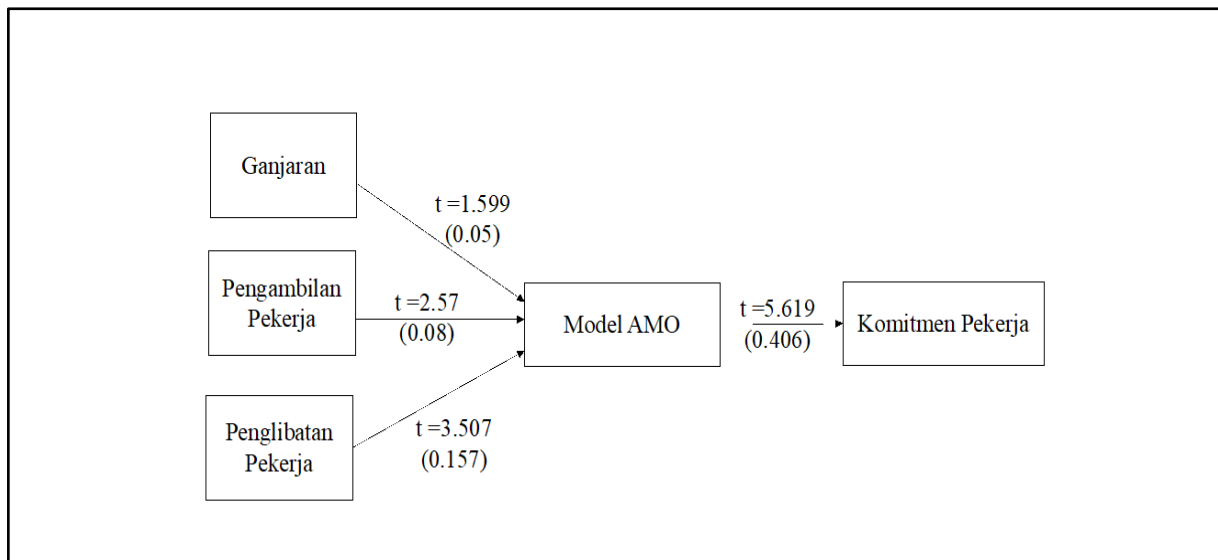 Ganjaran
t =1.599
(0.05)
Pengambilan
Pekerja
t =2.57
(0.08)
Model AMO
t =5.619
(0.406)
Komitmen Pekerja
Penglibatan
Pekerja
t =3.507
(0.157)